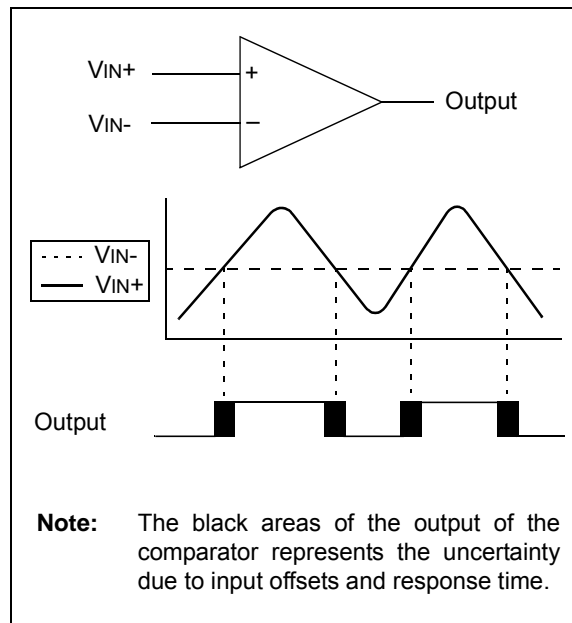 VIN+
+
Output
VIN-
–
VIN-
VIN+
Output
Note: The black areas of the output of the
comparator represents the uncertainty
due to input offsets and response time.